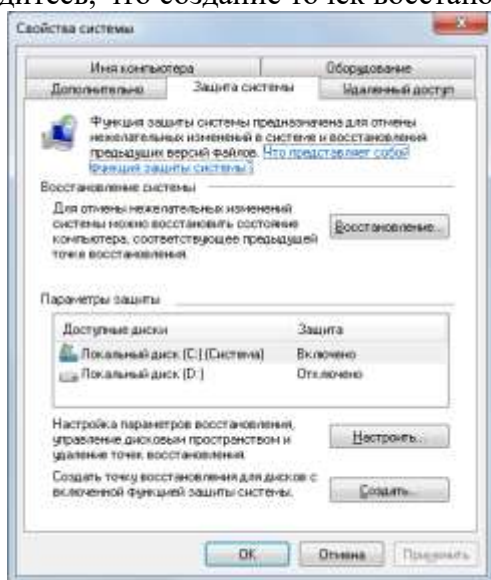 дитесь, что создание точек восстано
Свойства системы
Имя компьютера
Оборудование
Дополнительно
Защита системы
Удаленный доступ
Функция защиты системы предназначена для отмены
нежелательных изменений в системе и восстановления
предыдущих версий файлов. Что представляет собой
функция защиты системы?
Восстановление системы
Для отмены нежелательных изменений
системы можно восстановить состояние
компьютера, соответствующее предыдущей
точке восстановления.
Восстановление...
Параметры защиты
Доступные диски
Защита
Локальный диск (C:) (Система)
Включено
Локальный диск (D:)
Отключено
Настройка параметров восстановления,
управление дисковым пространством и
удаление точек восстановления.
Настроить...
Создать точку восстановления для дисков с
включенной функцией защиты системы.
Создать...
ОК
Отмена
Применить